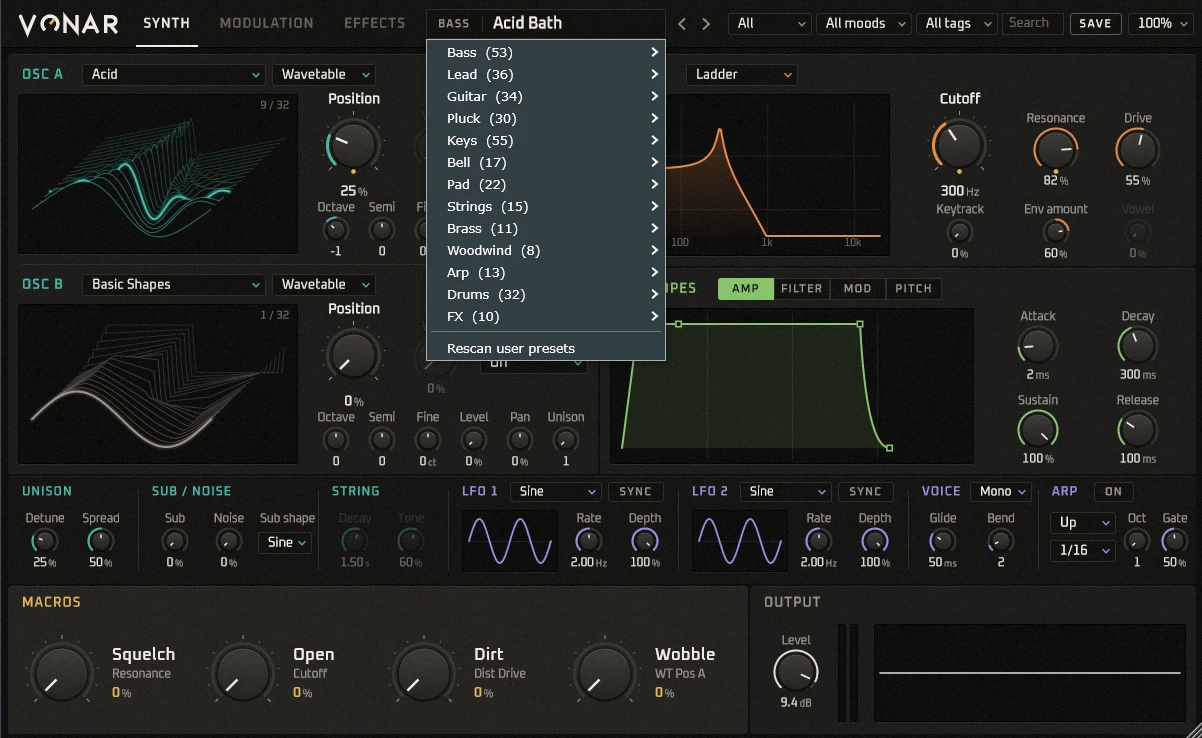 VONAR SYNTH MODULATION EFFECTS BASS Acid Bath All All moods All tags Search SAVE 100%
Bass (53)
Lead (36)
Guitar (34)
Pluck (30)
Keys (55)
Bell (17)
Pad (22)
Strings (15)
Brass (11)
Woodwind (8)
Arp (13)
Drums (32)
FX (10)
Rescan user presets
OSC A Acid Wavetable
9 / 32
Position
25 %
Octave Semi
-1 0
Ladder
100 1k 10k
Cutoff
300 Hz
Resonance Drive
82 % 55 %
Keytrack Env amount Vowel
0 % 60 % 0 %
OSC B Basic Shapes Wavetable
1 / 32
Position
0 %
0 %
Octave Semi Fine Level Pan Unison
0 0 0 ct 0 % 0 % 1
AMP FILTER MOD PITCH
Attack Decay
2 ms 300 ms
Sustain Release
100 % 100 ms
UNISON
Detune Spread
25 % 50 %
SUB / NOISE
Sub Noise Sub shape
Sine
0 % 0 %
STRING
Decay Tone
1.50 s 60 %
LFO 1 Sine SYNC
Rate Depth
2.00 Hz 100 %
LFO 2 Sine SYNC
Rate Depth
2.00 Hz 100 %
VOICE Mono
Glide Bend
50 ms 2
ARP ON
Up Oct Gate
1/16 1 50 %
MACROS
Squelch
Resonance
0 %
Open
Cutoff
0 %
Dirt
Dist Drive
0 %
Wobble
WT Pos A
0 %
OUTPUT
Level
9.4 dB